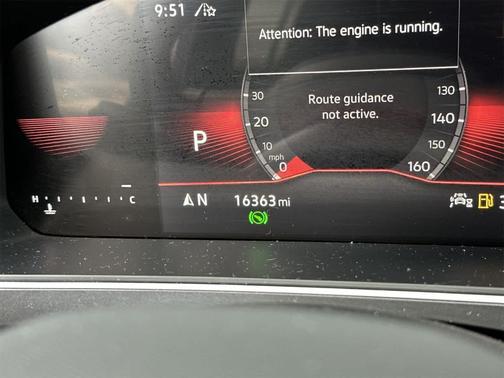 9:51
Attention: The engine is running.
30
20
10
mph
0
Route guidance
not active.
130
140
150
160
P
H C
N
16363 mi
3